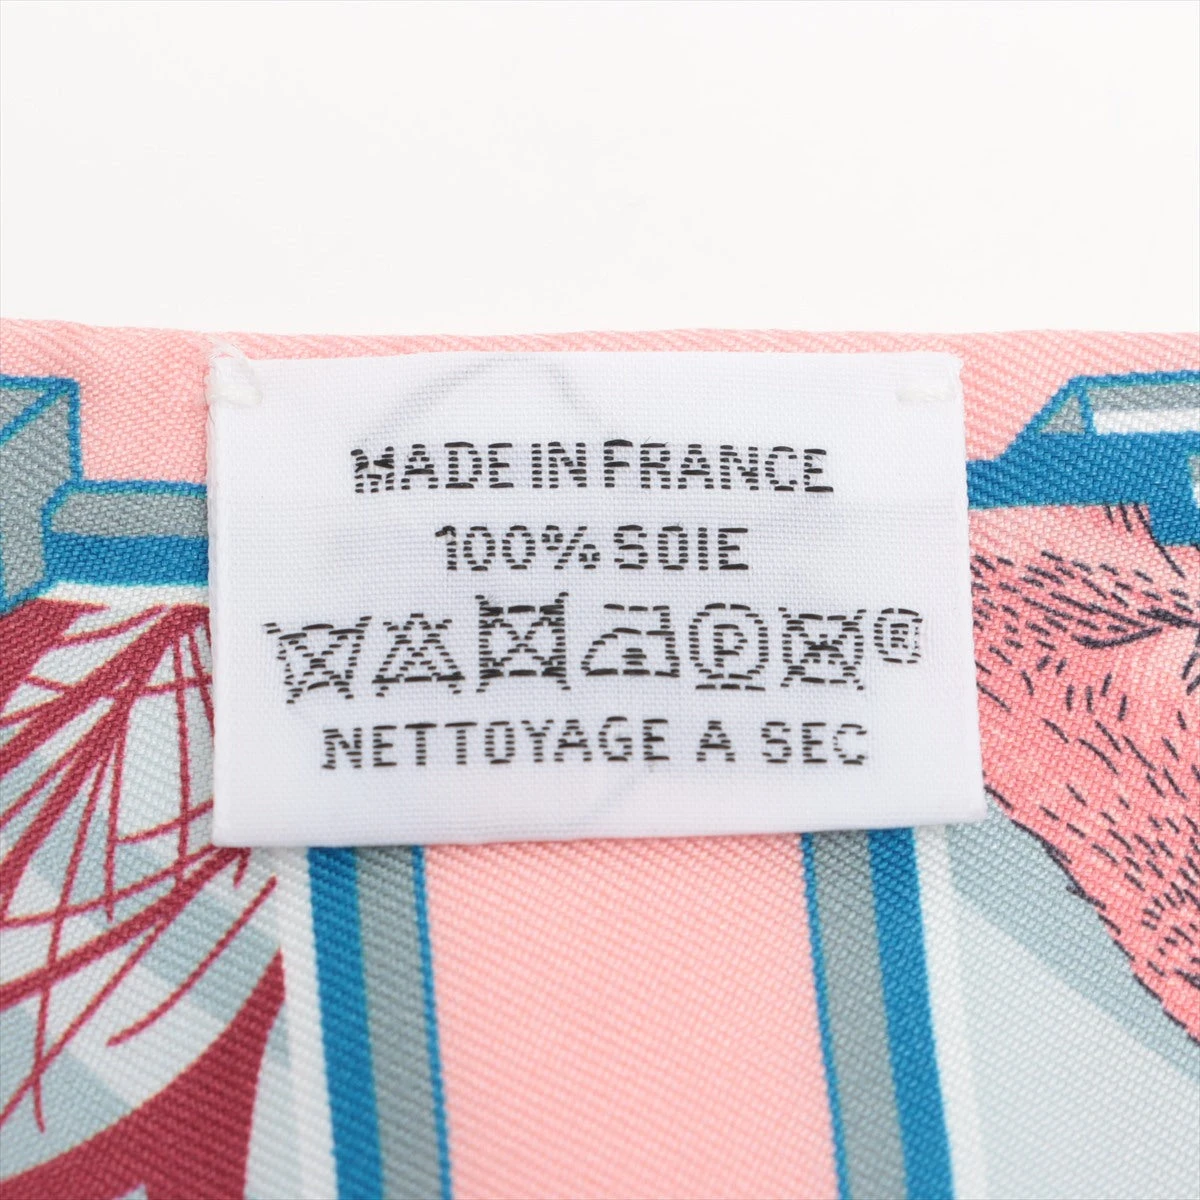 MADE IN FRANCE
100% SOIE
P ®
NETTOYAGE A SEC